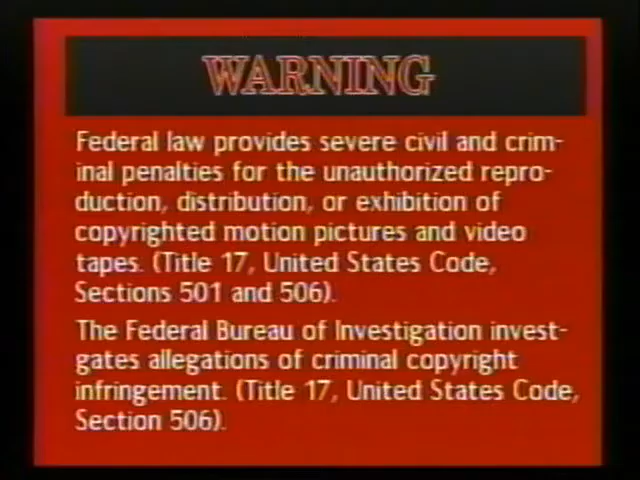 WARNING
Federal law provides severe civil and crim-
inal penalties for the unauthorized repro-
duction, distribution, or exhibition of
copyrighted motion pictures and video
tapes. (Title 17, United States Code,
Sections 501 and 506).
The Federal Bureau of Investigation invest-
gates allegations of criminal copyright
infringement. (Title 17, United States Code,
Section 506).